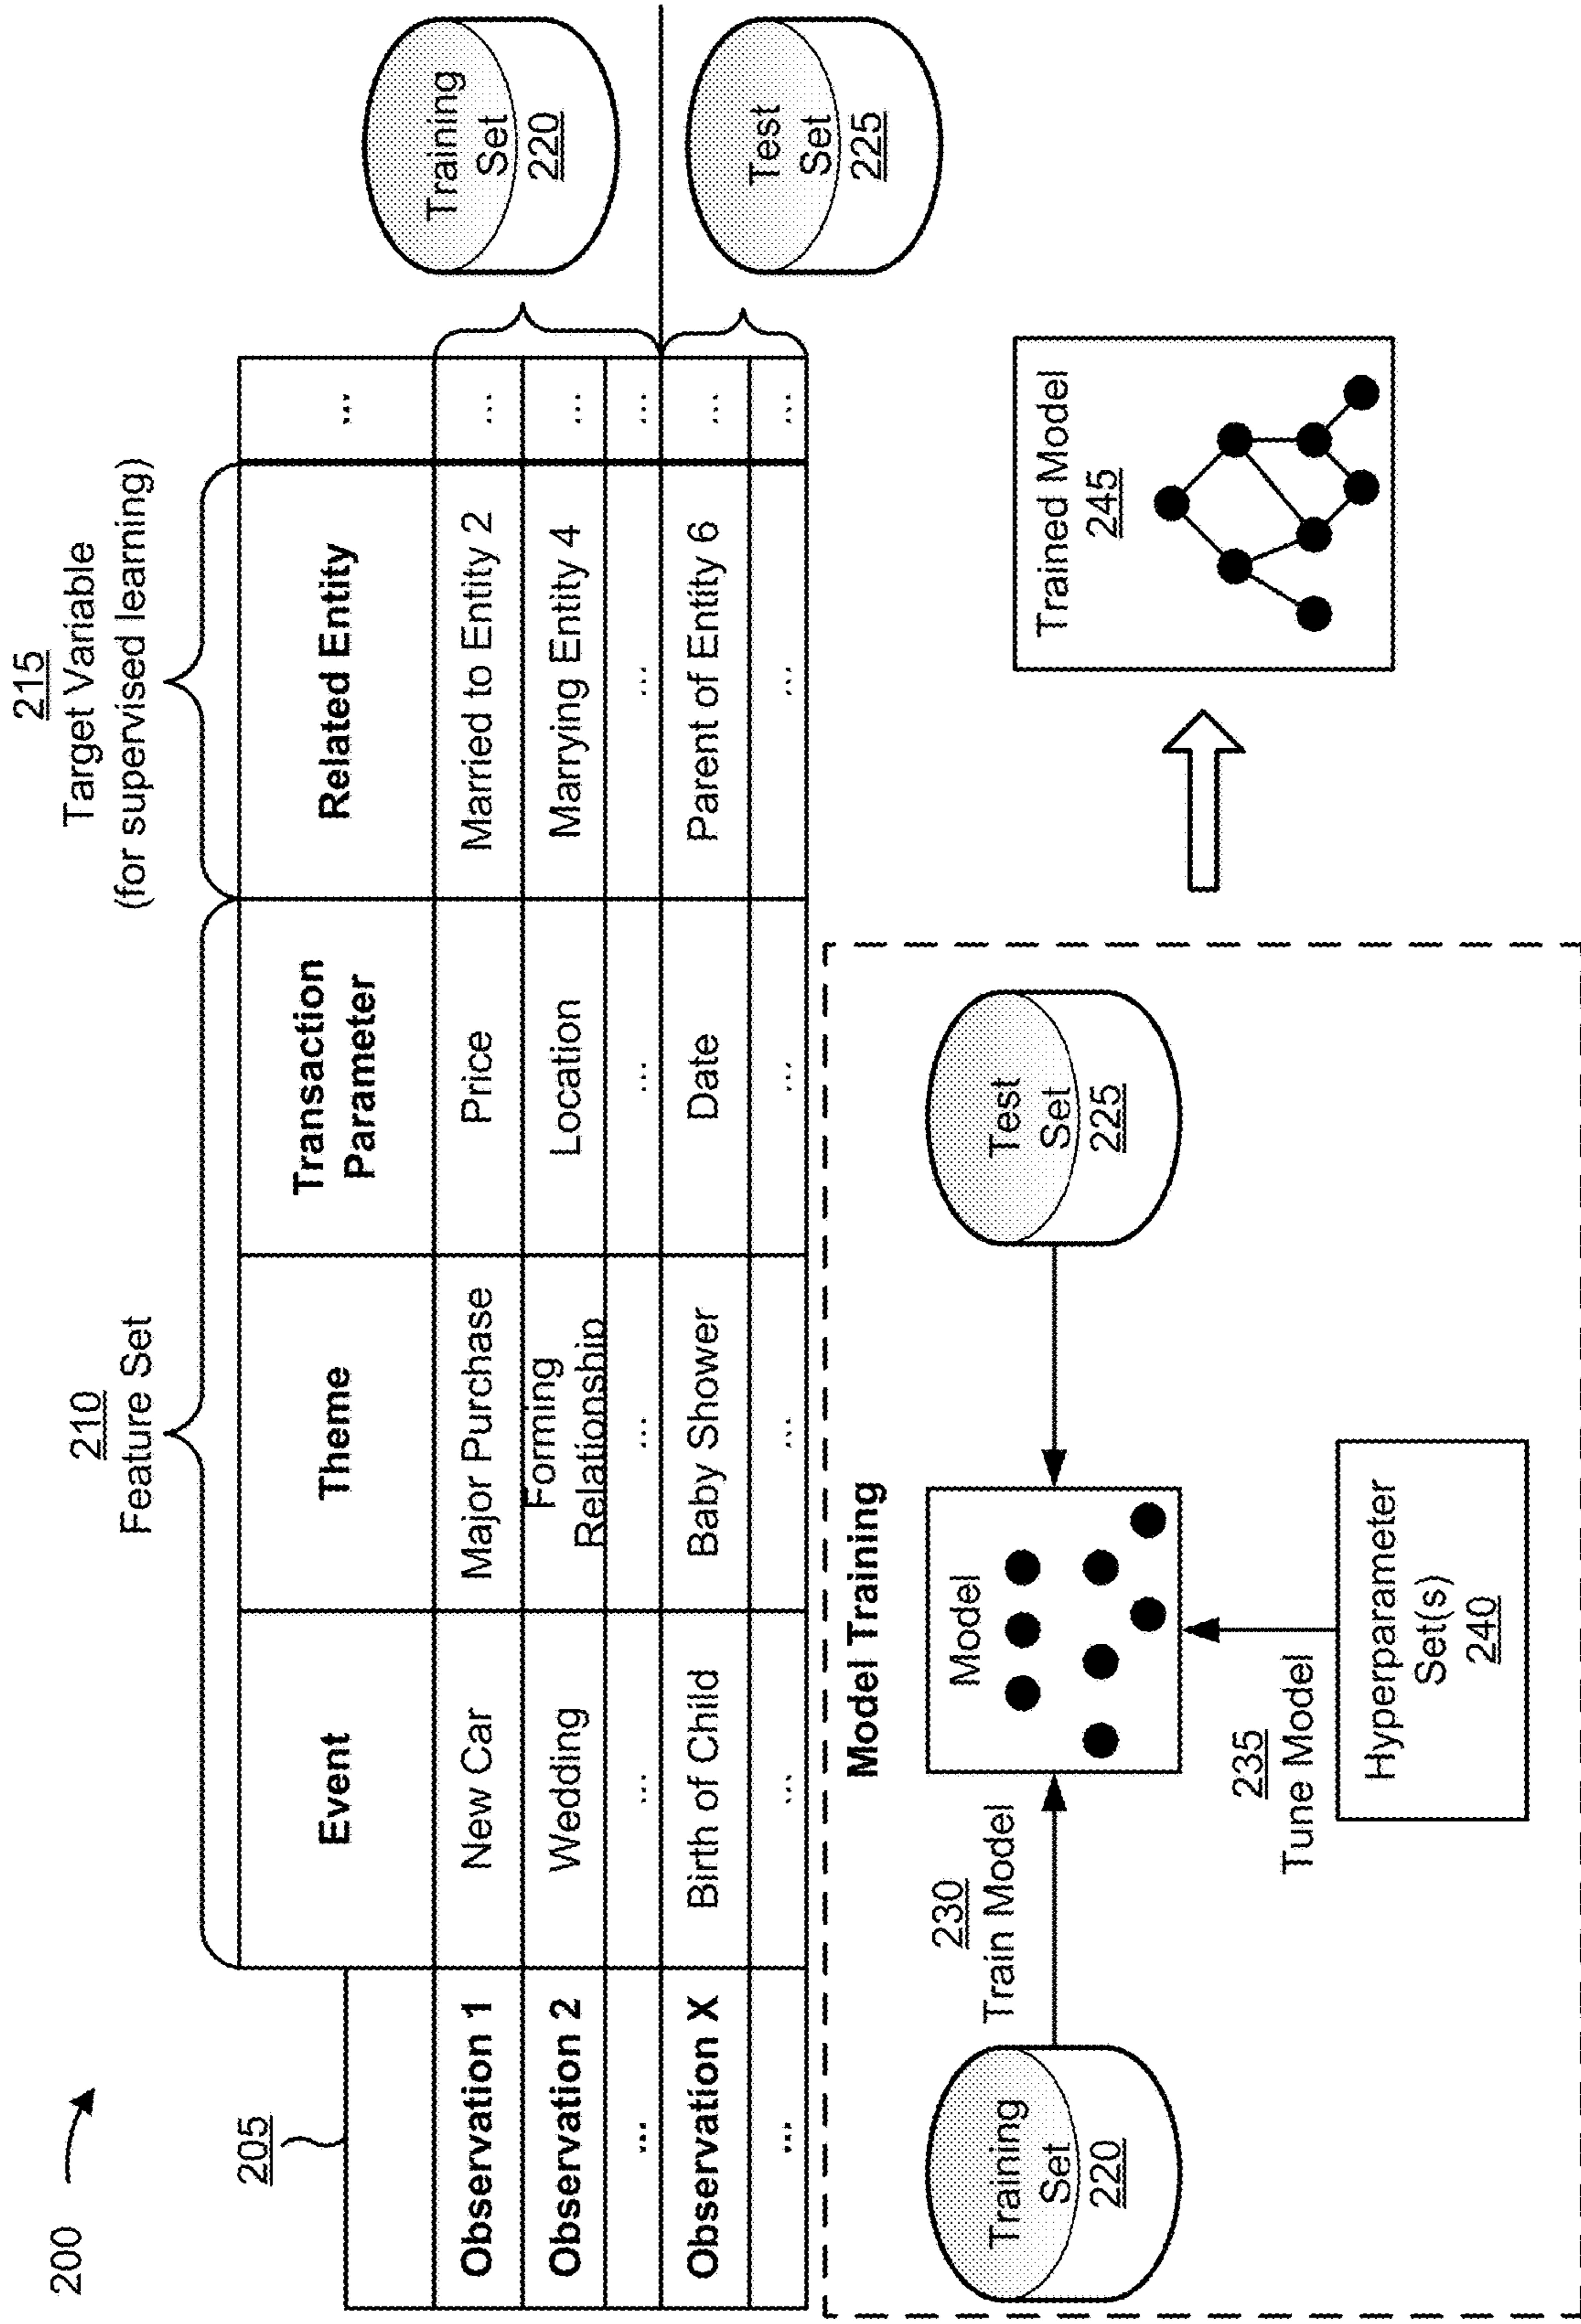 200
205
210
Feature Set
215
Target Variable
(for supervised learning)
Event
Theme
Transaction
Parameter
Related Entity
...
Observation 1
New Car
Major Purchase
Price
Married to Entity 2
...
Observation 2
Wedding
Forming
Relationship
Location
Marrying Entity 4
...
...
...
...
...
...
...
Observation X
Birth of Child
Baby Shower
Date
Parent of Entity 6
...
...
...
...
...
...
...
Training
Set
220
Test
Set
225
Model Training
Training
Set
220
230
Train Model
Model
Test
Set
225
235
Tune Model
Hyperparameter
Set(s)
240
Trained Model
245